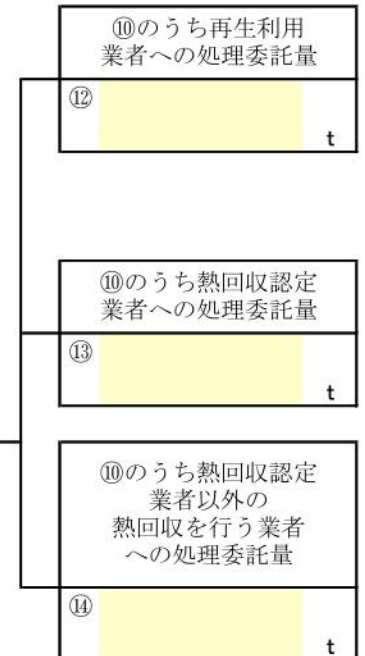 ⑩のうち再生利用
業者への処理委託量
⑫
t
⑩のうち熱回収認定
業者への処理委託量
⑬
t
⑩のうち熱回収認定
業者以外の
熱回収を行う業者
への処理委託量
⑭
t